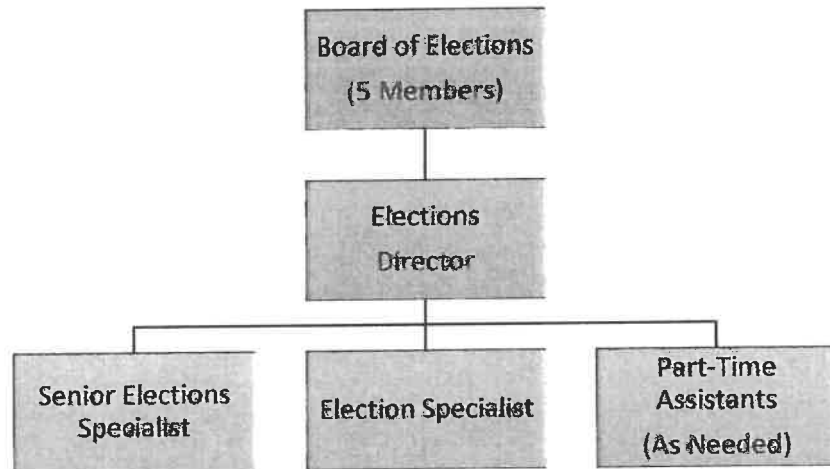 Board of Elections
(5 Members)
Elections
Director
Senior Elections
Specialist
Election Specialist
Part-Time
Assistants
(As Needed)